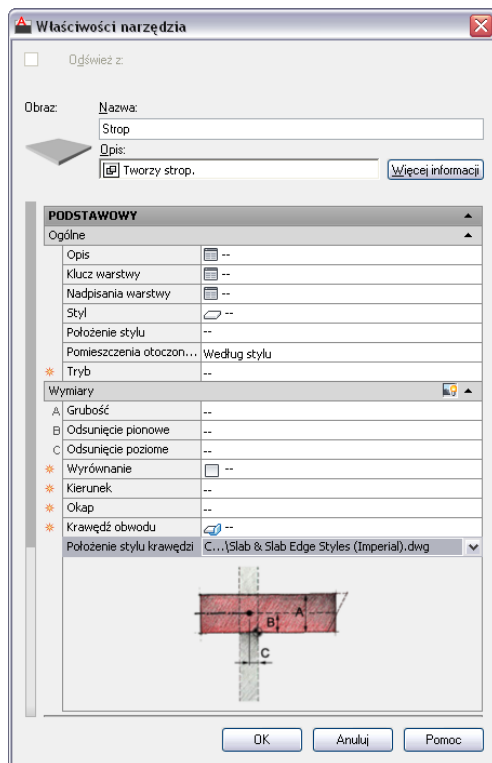 Właściwości narzędzia
Odśwież z:
Obraz:
Nazwa:
Strop
Opis:
Tworzy strop.
Więcej informacji
PODSTAWOWY
Ogólne
Opis --
Klucz warstwy --
Nadpisania warstwy --
Styl --
Położenie stylu --
Pomieszczenia otoczon... Według stylu
Tryb --
Wymiary
A Grubość --
B Odsunięcie pionowe --
C Odsunięcie poziome --
Wyrównanie --
Kierunek --
Okap --
Krawędź obwodu --
Położenie stylu krawędzi C...\Slab & Slab Edge Styles (Imperial).dwg
A
B
C
OK Anuluj Pomoc